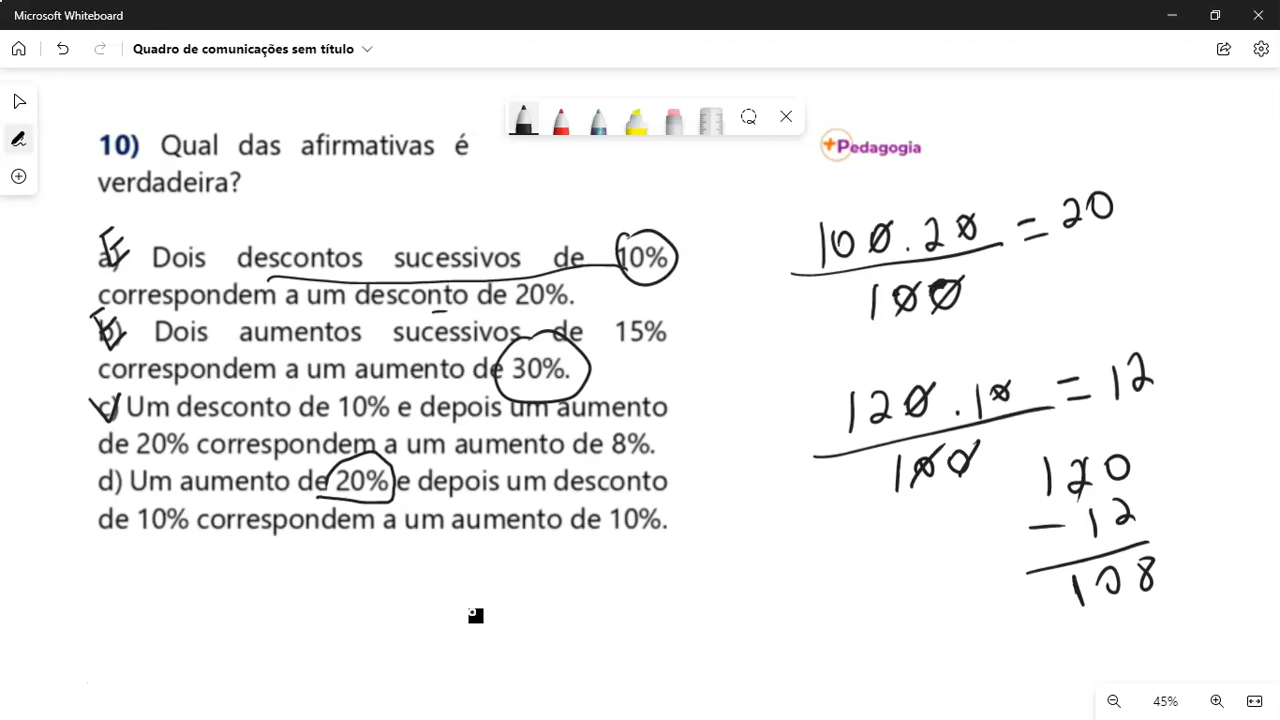 Microsoft Whiteboard
Quadro de comunicações sem título
10) Qual das afirmativas é
verdadeira?
+Pedagogia
a) Dois descontos sucessivos de 10%
correspondem a um desconto de 20%.
b) Dois aumentos sucessivos de 15%
correspondem a um aumento de 30%.
c) Um desconto de 10% e depois um aumento
de 20% correspondem a um aumento de 8%.
d) Um aumento de 20% e depois um desconto
de 10% correspondem a um aumento de 10%.
100.20 = 20
100
120.10 = 12
100
120
- 12
108
45%